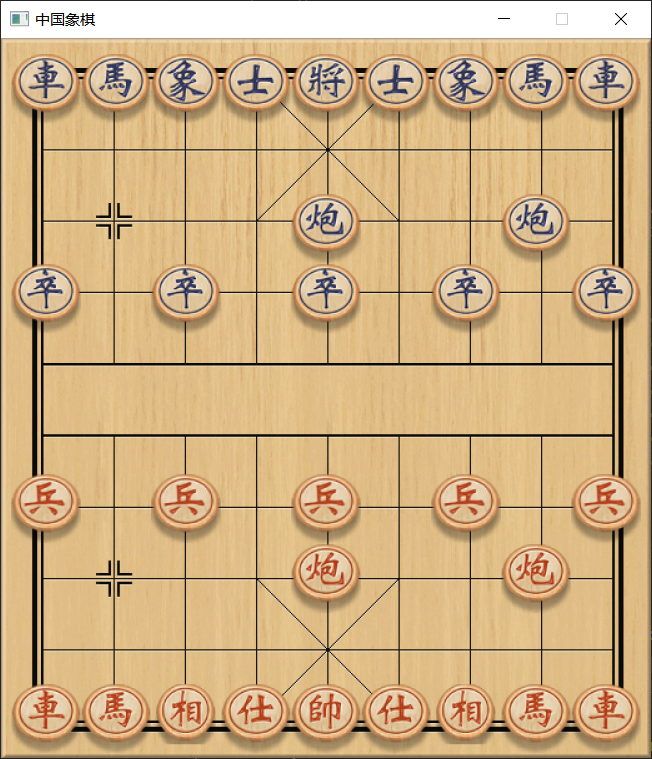 中国象棋
車馬象士將士象馬車
炮炮
卒卒卒卒卒
兵兵兵兵兵
炮炮
車馬相仕帥仕相馬車